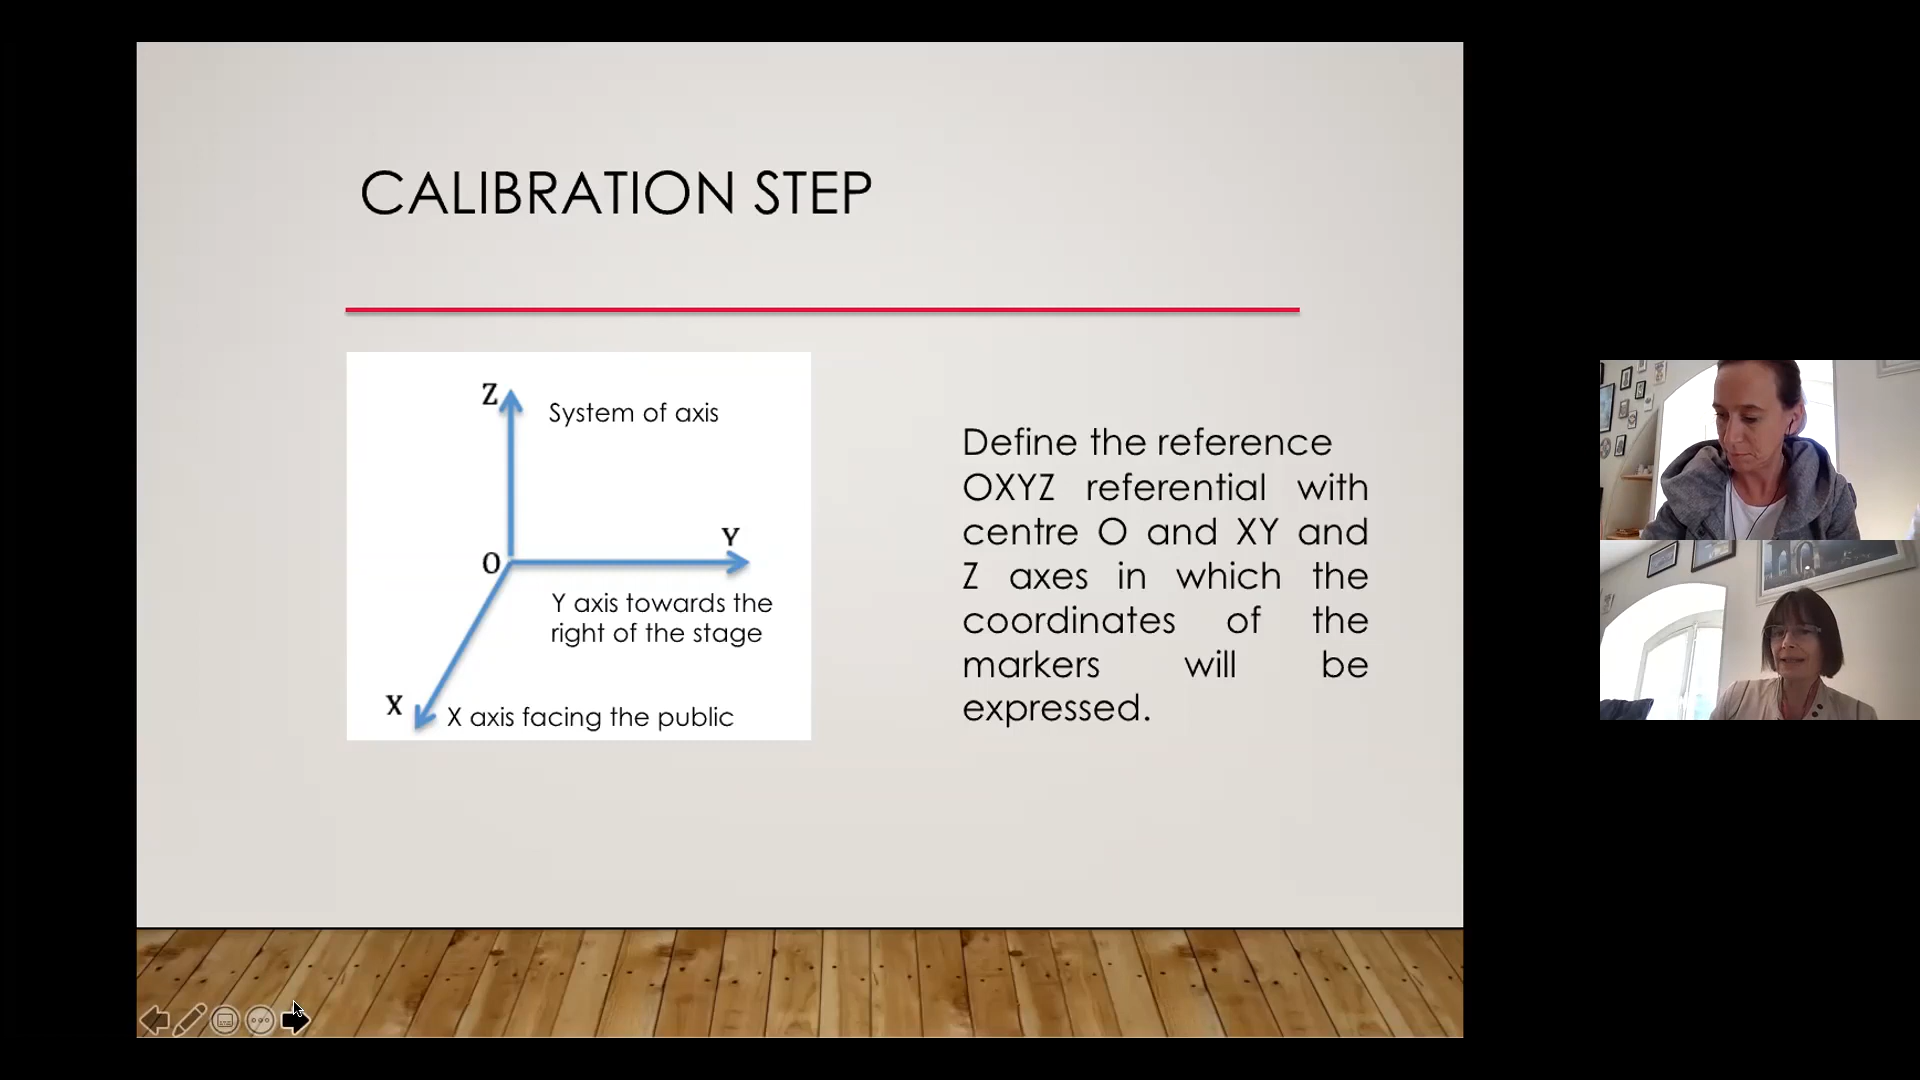 CALIBRATION STEP
Z
System of axis
Y
O
Y axis towards the
right of the stage
X
X axis facing the public
Define the reference
OXYZ referential with
centre O and XY and
Z axes in which the
coordinates of the
markers will be
expressed.